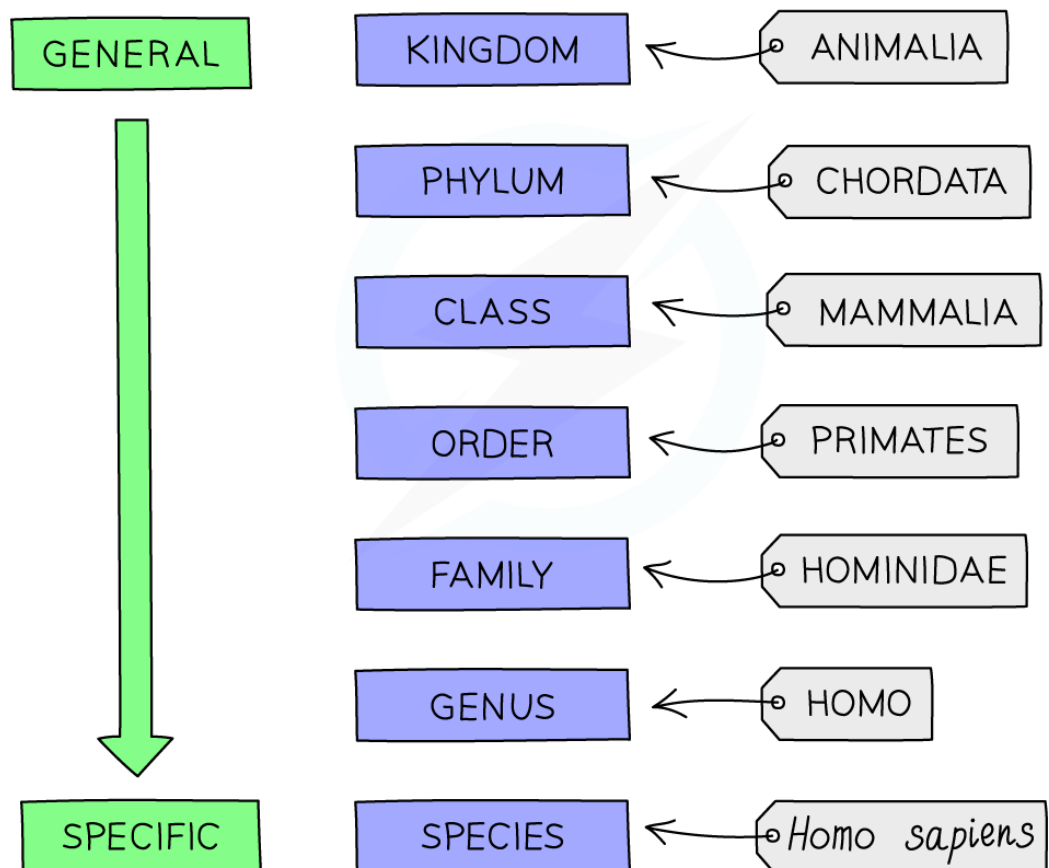 GENERAL
KINGDOM
ANIMALIA
PHYLUM
CHORDATA
CLASS
MAMMALIA
ORDER
PRIMATES
FAMILY
HOMINIDAE
GENUS
HOMO
SPECIFIC
SPECIES
Homo sapiens